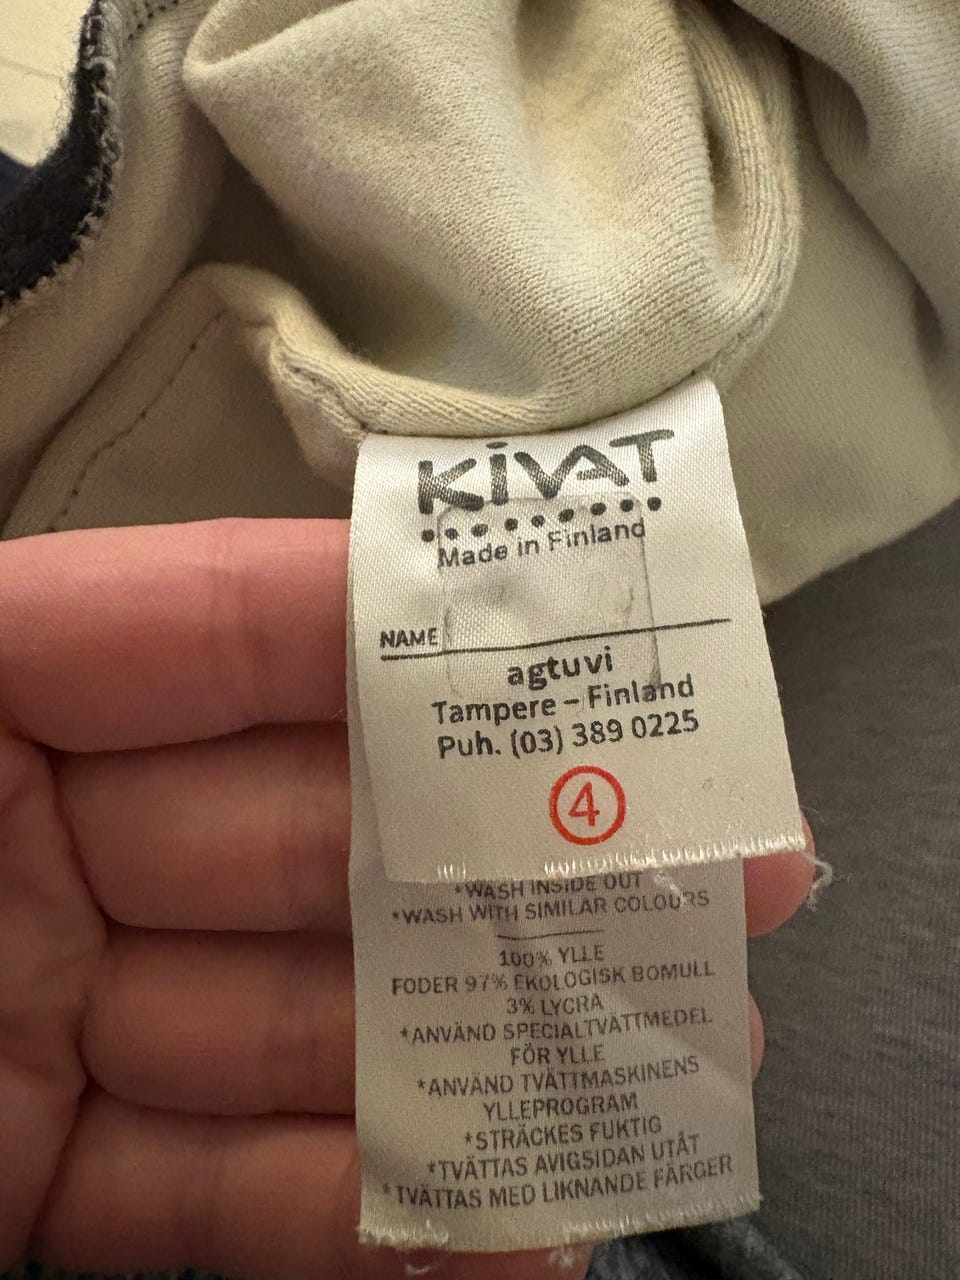 KiVAT
Made in Finland
NAME
agtuvi
Tampere – Finland
Puh. (03) 389 0225
4
*WASH INSIDE OUT
*WASH WITH SIMILAR COLOURS
100% YLLE
FODER 97% EKOLOGISK BOMULL
3% LYCRA
*ANVÄND SPECIALTVÄTTMEDEL
FÖR YLLE
*ANVÄND TVÄTTMASKINENS
YLLEPROGRAM
*STRÄCKES FUKTIG
*TVÄTTAS AVIGSIDAN UTÅT
*TVÄTTAS MED LIKNANDE FÄRGER